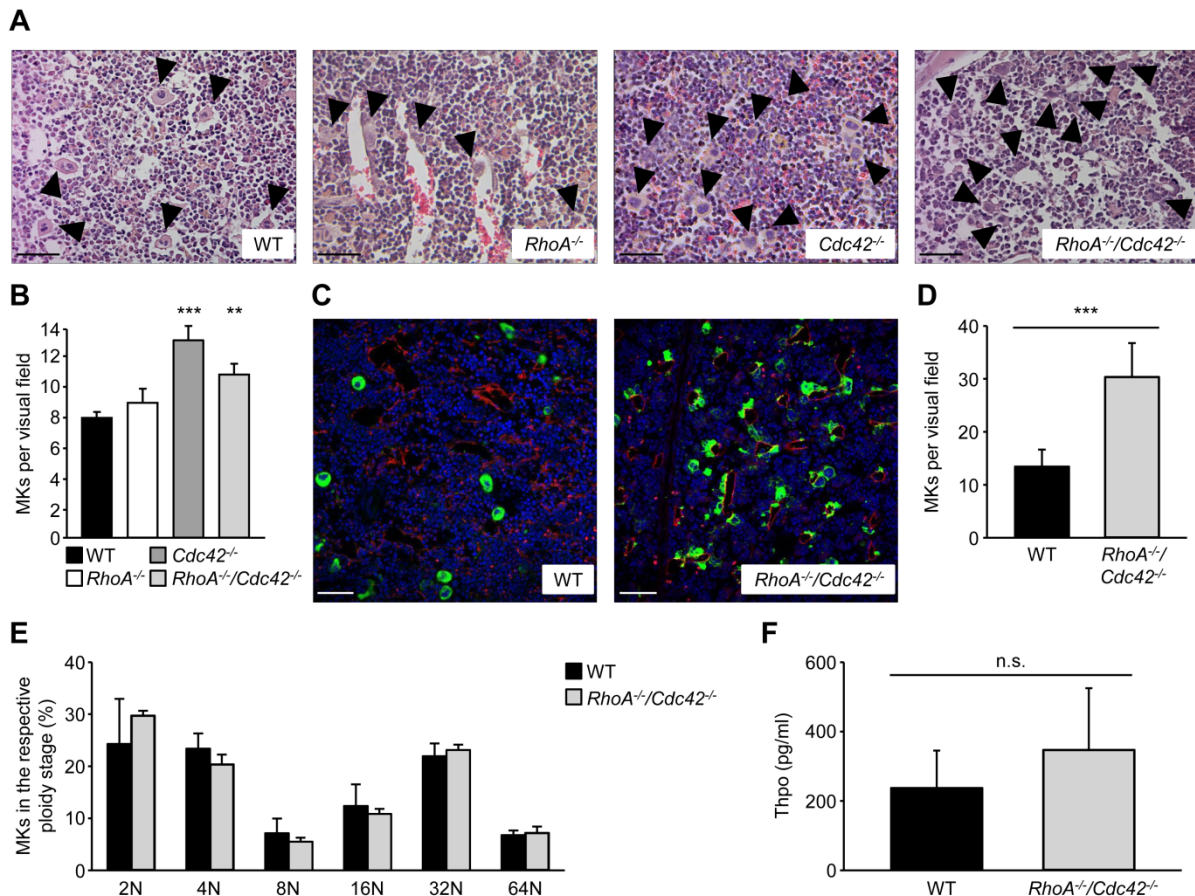 A
WT
RhoA-/-
Cdc42-/-
RhoA-/-/Cdc42-/-
B
MKs per visual field
14
12
10
8
6
4
2
0
***
**
WT
Cdc42-/-
RhoA-/-
RhoA-/-/Cdc42-/-
C
WT
RhoA-/-/Cdc42-/-
D
MKs per visual field
40
30
20
10
0
***
WT
RhoA-/-/
Cdc42-/-
E
MKs in the respective
ploidy stage (%)
40
30
20
10
0
2N 4N 8N 16N 32N 64N
WT
RhoA-/-/Cdc42-/-
F
Thpo (pg/ml)
600
400
200
0
n.s.
WT
RhoA-/-/Cdc42-/-